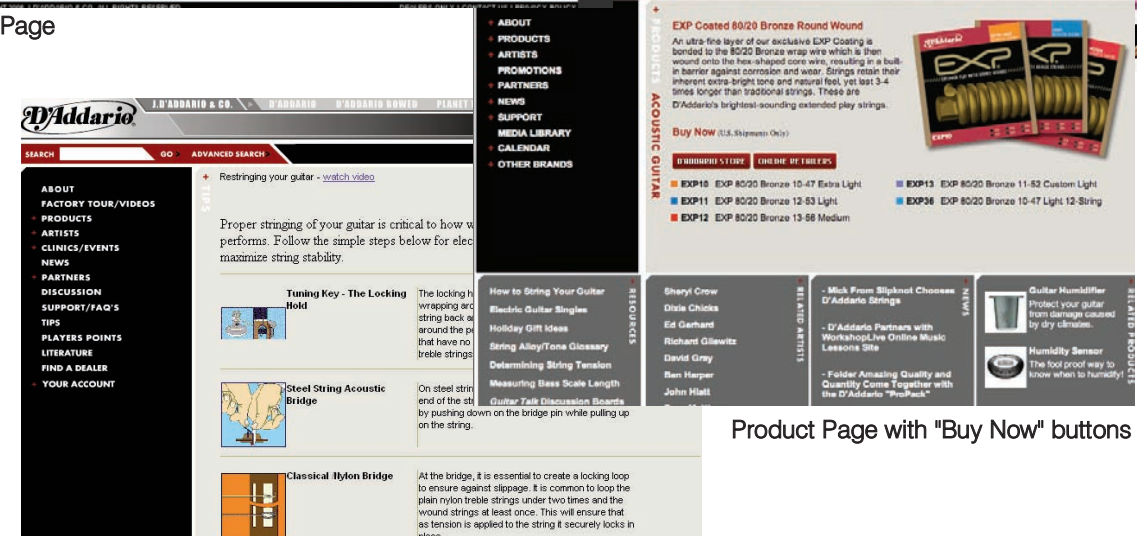 Page
J.D'ADDARIO & CO.
D'ADDARIO
D'ADDARIO BOWED
PLANET
D'Addario
SEARCH
GO
ADVANCED SEARCH
ABOUT
FACTORY TOUR/VIDEOS
+ PRODUCTS
+ ARTISTS
+ CLINICS/EVENTS
NEWS
+ PARTNERS
DISCUSSION
SUPPORT/FAQ'S
TIPS
PLAYERS POINTS
LITERATURE
FIND A DEALER
+ YOUR ACCOUNT
+ TIPS
Restringing your guitar - watch video
Proper stringing of your guitar is critical to how
performs. Follow the simple steps below for
maximize string stability.
Tuning Key - The Locking
Hold
The locking
wrapping
string back
around the
that have no
treble strings
Steel String Acoustic
Bridge
On steel
end of the
by pushing down on the bridge pin while pulling up
on the string.
Classical /Nylon Bridge
At the bridge, it is essential to create a locking loop
to ensure against slippage. It is common to loop the
plain nylon treble strings under two times and the
wound strings at least once. This will ensure that
as tension is applied to the string it securely locks in
+ ABOUT
+ PRODUCTS
+ ARTISTS
PROMOTIONS
+ PARTNERS
+ NEWS
+ SUPPORT
MEDIA LIBRARY
+ CALENDAR
+ OTHER BRANDS
+ PRODUCTS ACOUSTIC GUITAR
EXP Coated 80/20 Bronze Round Wound
An ultra-fine layer of our exclusive EXP Coating is
bonded to the 80/20 Bronze wrap wire which is then
wound onto the hex-shaped core wire, resulting in a built-
in barrier against corrosion and wear. Strings retain their
inherent extra-bright tone and natural feel, yet last 3-4
times longer than traditional strings. These are
D'Addario's brightest-sounding extended play strings.
Buy Now (U.S. Shipments Only)
D'ADDARIO STORE
ONLINE RETAILERS
EXP10 EXP 80/20 Bronze 10-47 Extra Light
EXP11 EXP 80/20 Bronze 12-53 Light
EXP12 EXP 80/20 Bronze 13-56 Medium
EXP13 EXP 80/20 Bronze 11-52 Custom Light
EXP36 EXP 80/20 Bronze 10-47 Light 12-String
D'Addario
EXP
How to String Your Guitar
Electric Guitar Singles
Holiday Gift Ideas
String Alloy/Tone Glossary
Determining String Tension
Measuring Bass Scale Length
Guitar Talk Discussion Boards
+ RESOURCES
Sheryl Crow
Dixie Chicks
Ed Gerhard
Richard Gilewitz
David Gray
Ben Harper
John Hiatt
+ RELATED ARTISTS
- Mick From Slipknot Chooses
D'Addario Strings
- D'Addario Partners with
WorkshopLive Online Music
Lessons Site
- Folder Amazing Quality and
Quantity Come Together with
the D'Addario "ProPack"
+ NEWS
Guitar Humidifier
Protect your guitar
from damage caused
by dry climates.
Humidity Sensor
The fool proof way to
know when to humidify!
+ RELATED PRODUCTS
Product Page with "Buy Now" buttons